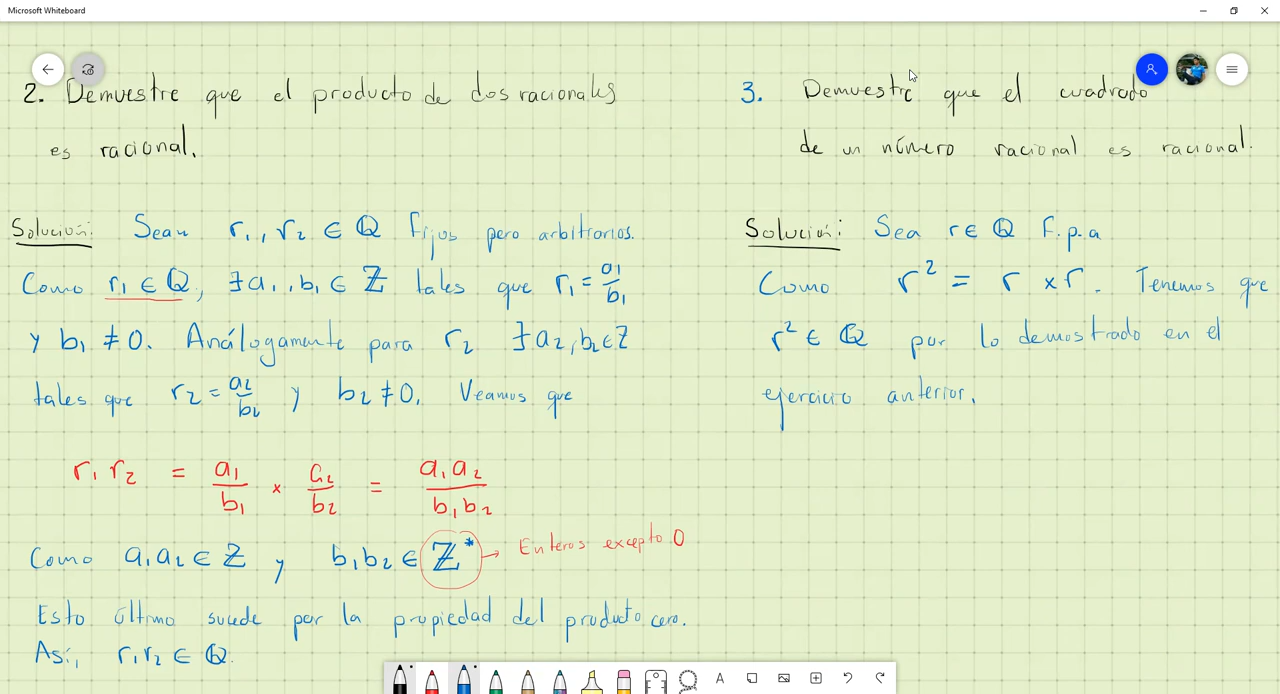 Microsoft Whiteboard
2. Demuestre que el producto de dos racionales
es racional.
Solución: Sean r₁, r₂ ∈ ℚ Fijos pero arbitrarios.
Como r₁ ∈ ℚ, ∃ a₁, b₁ ∈ ℤ tales que r₁ = a₁/b₁
y b₁ ≠ 0. Análogamente para r₂ ∃ a₂, b₂ ∈ ℤ
tales que r₂ = a₂/b₂ y b₂ ≠ 0. Veamos que
r₁ r₂ = a₁/b₁ × a₂/b₂ = a₁a₂/b₁b₂
Como a₁a₂ ∈ ℤ y b₁b₂ ∈ ℤ* → Enteros excepto 0
Esto último sucede por la propiedad del producto cero.
Así, r₁r₂ ∈ ℚ.
3. Demuestre que el cuadrado
de un número racional es racional.
Solución: Sea r ∈ ℚ F.p.a
Como r² = r × r. Tenemos que
r² ∈ ℚ por lo demostrado en el
ejercicio anterior.